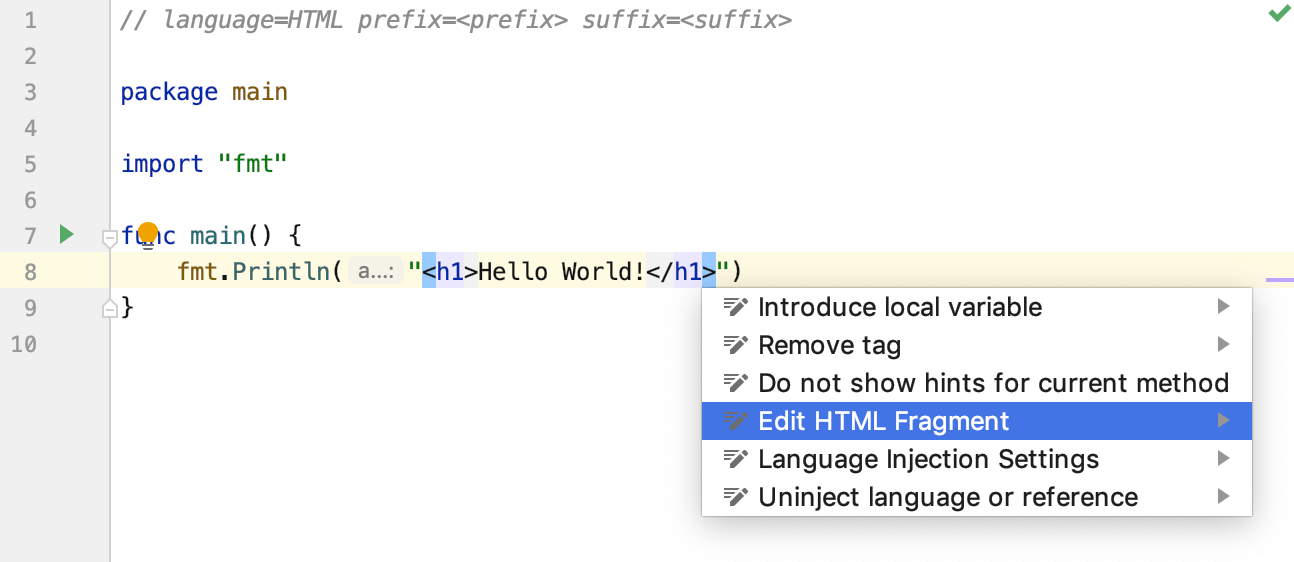 1 // language=HTML prefix=<prefix> suffix=<suffix>
2
3 package main
4
5 import "fmt"
6
7 func main() {
8 fmt.Println( a...: "<h1>Hello World!</h1>")
9 }
10
Introduce local variable
Remove tag
Do not show hints for current method
Edit HTML Fragment
Language Injection Settings
Uninject language or reference